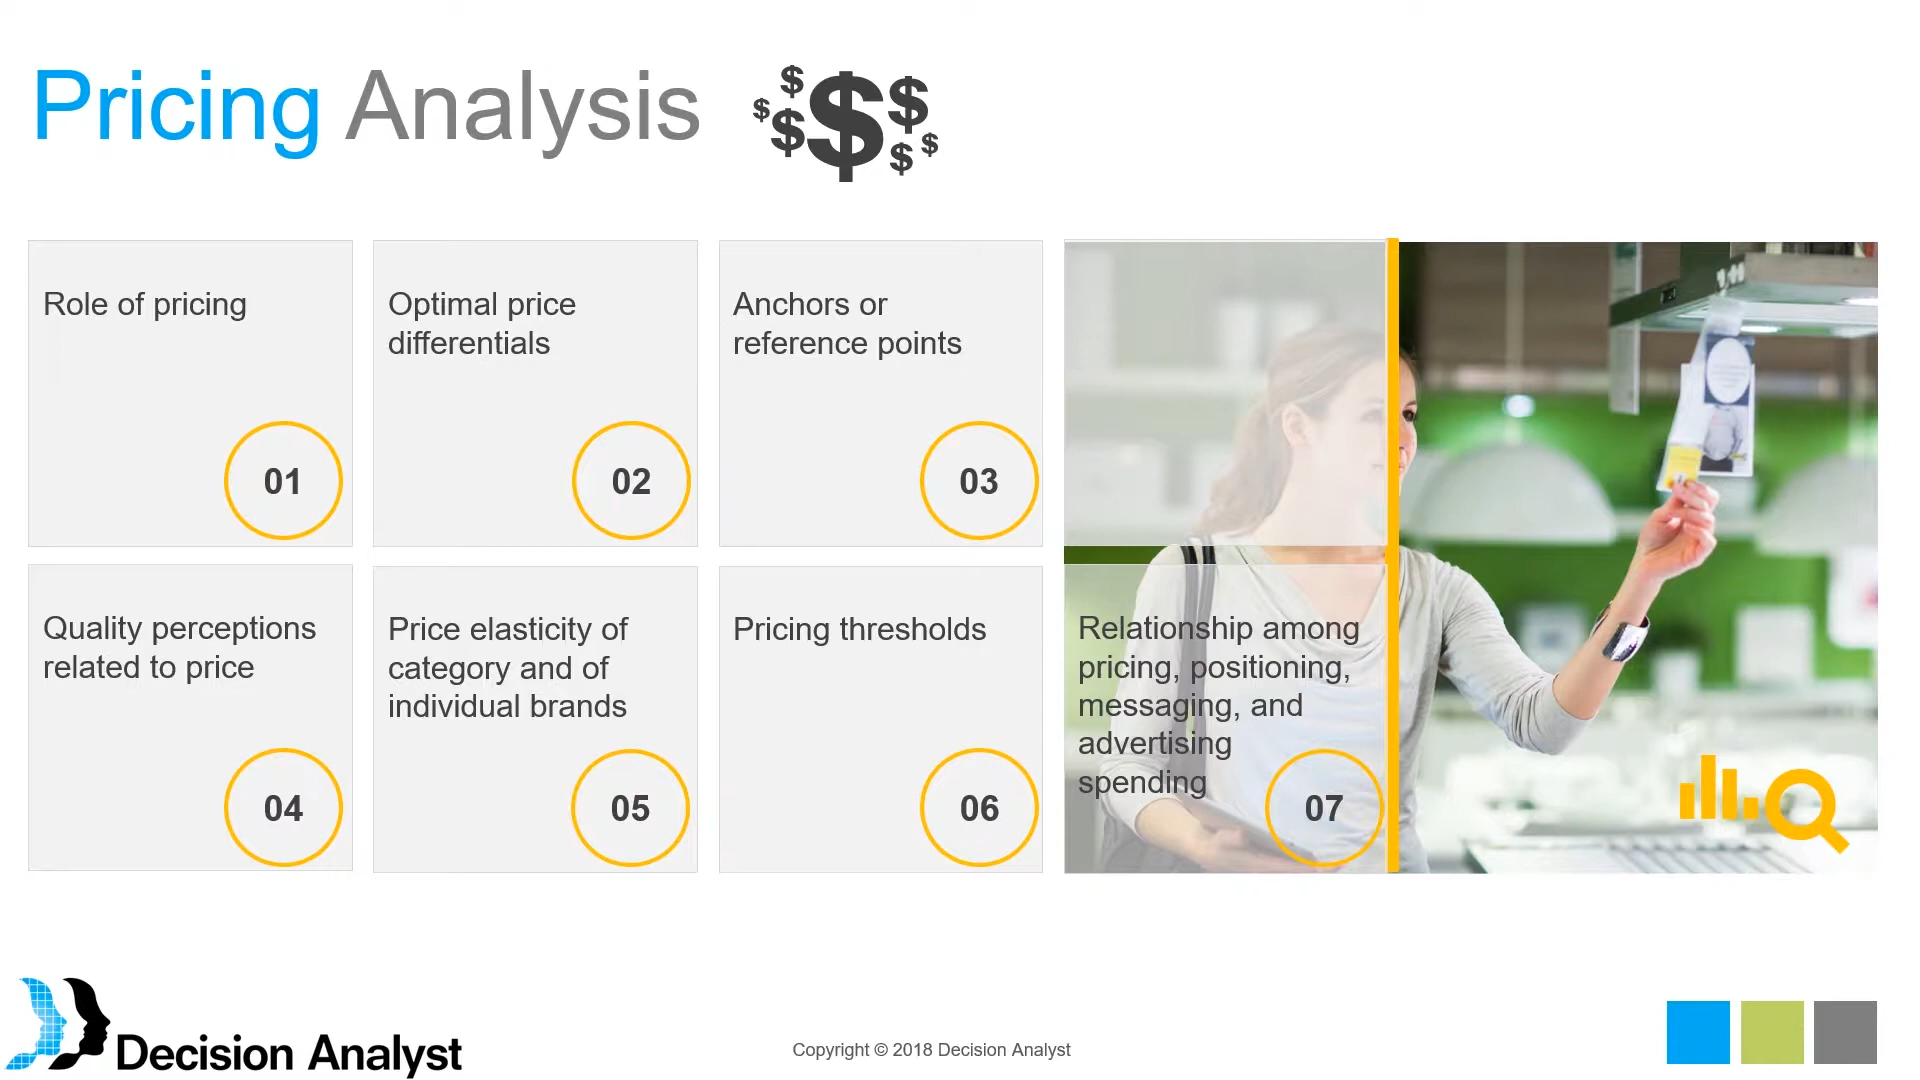 Pricing Analysis
$ $ $ $ $ $ $
Role of pricing
01
Optimal price
differentials
02
Anchors or
reference points
03
Quality perceptions
related to price
04
Price elasticity of
category and of
individual brands
05
Pricing thresholds
06
Relationship among
pricing, positioning,
messaging, and
advertising
spending
07
Decision Analyst
Copyright © 2018 Decision Analyst